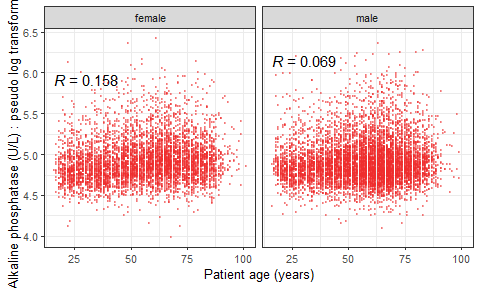 female
male
Alkaline phosphatase (U/L) : pseudo log transform
6.5
6.0
5.5
5.0
4.5
4.0
R = 0.158
R = 0.069
25
50
75
100
25
50
75
100
Patient age (years)